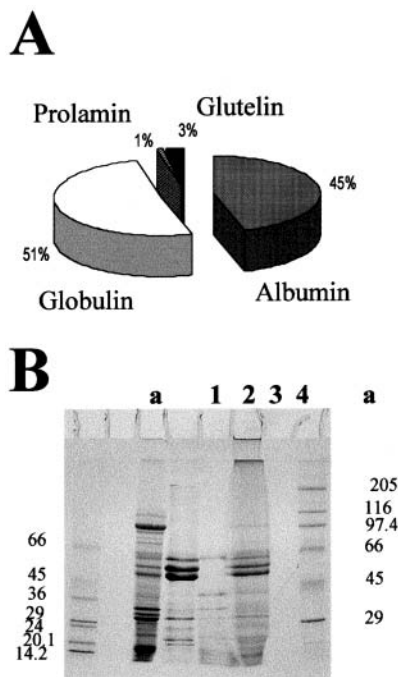 A
Prolamin Glutelin
1% 3%
45%
51%
Globulin Albumin
B
a 1 2 3 4 a
205
116
97.4
66 66
45 45
36
29 29
24
20.1
14.2